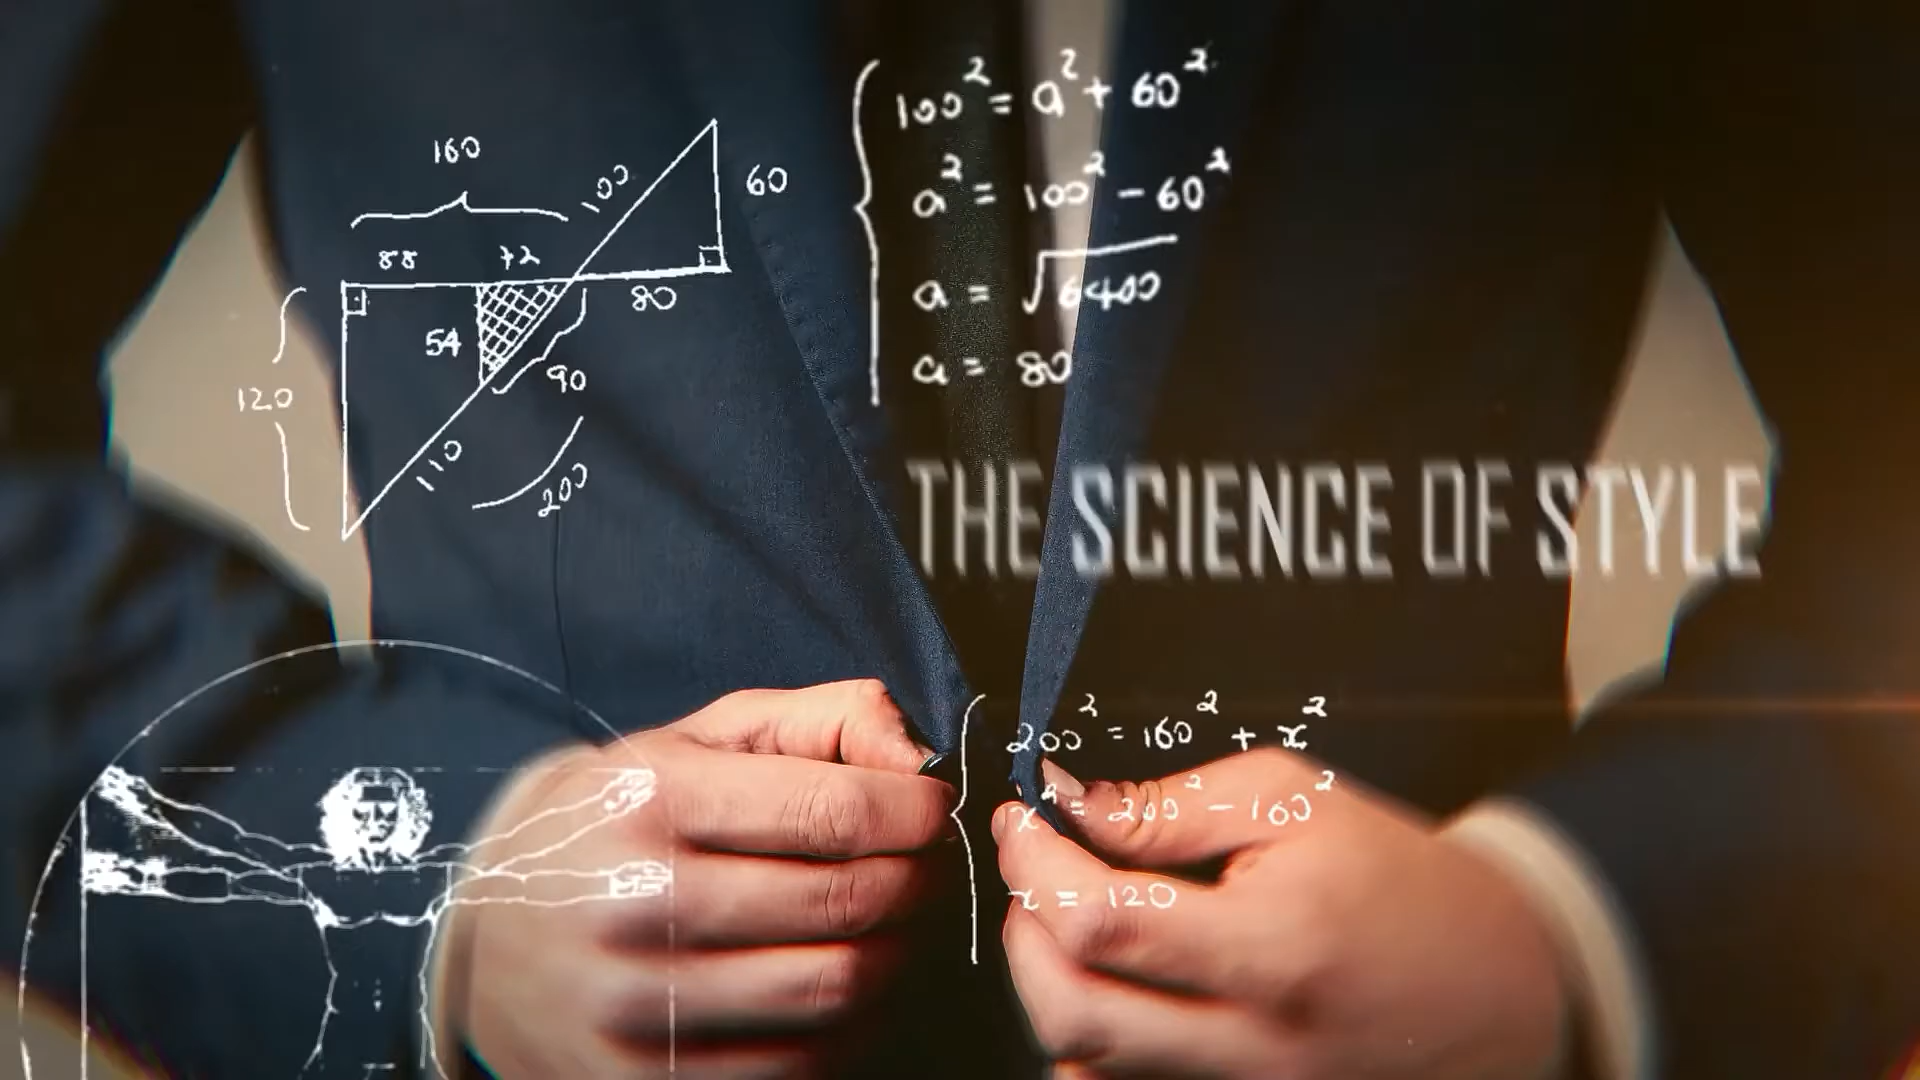 160
100
60
88 72
80
54
120
90
110
200
100² = a² + 60²
a² = 100² - 60²
a = √6400
a = 80
THE SCIENCE OF STYLE
200² = 160² + x²
x² = 200² - 160²
x = 120